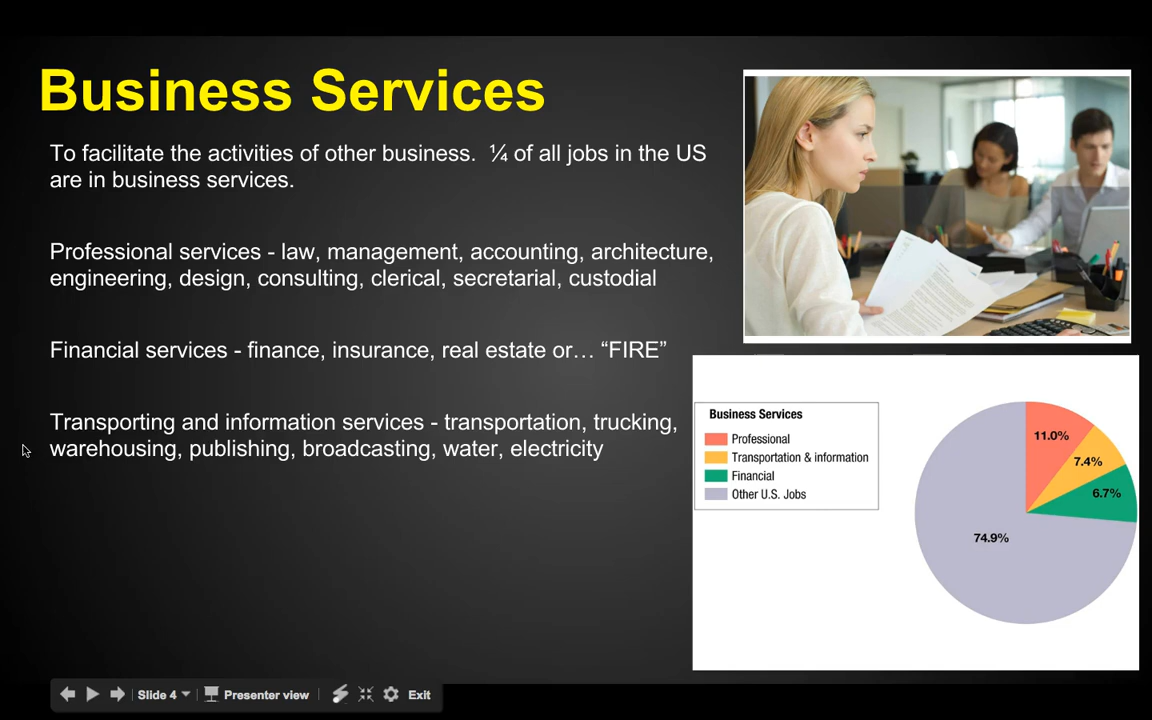 Business Services
To facilitate the activities of other business.  ¼ of all jobs in the US
are in business services.
Professional services - law, management, accounting, architecture,
engineering, design, consulting, clerical, secretarial, custodial
Financial services - finance, insurance, real estate or… “FIRE”
Transporting and information services - transportation, trucking,
warehousing, publishing, broadcasting, water, electricity
Business Services
Professional
Transportation & information
Financial
Other U.S. Jobs
11.0%
7.4%
6.7%
74.9%
Slide 4 Presenter view Exit